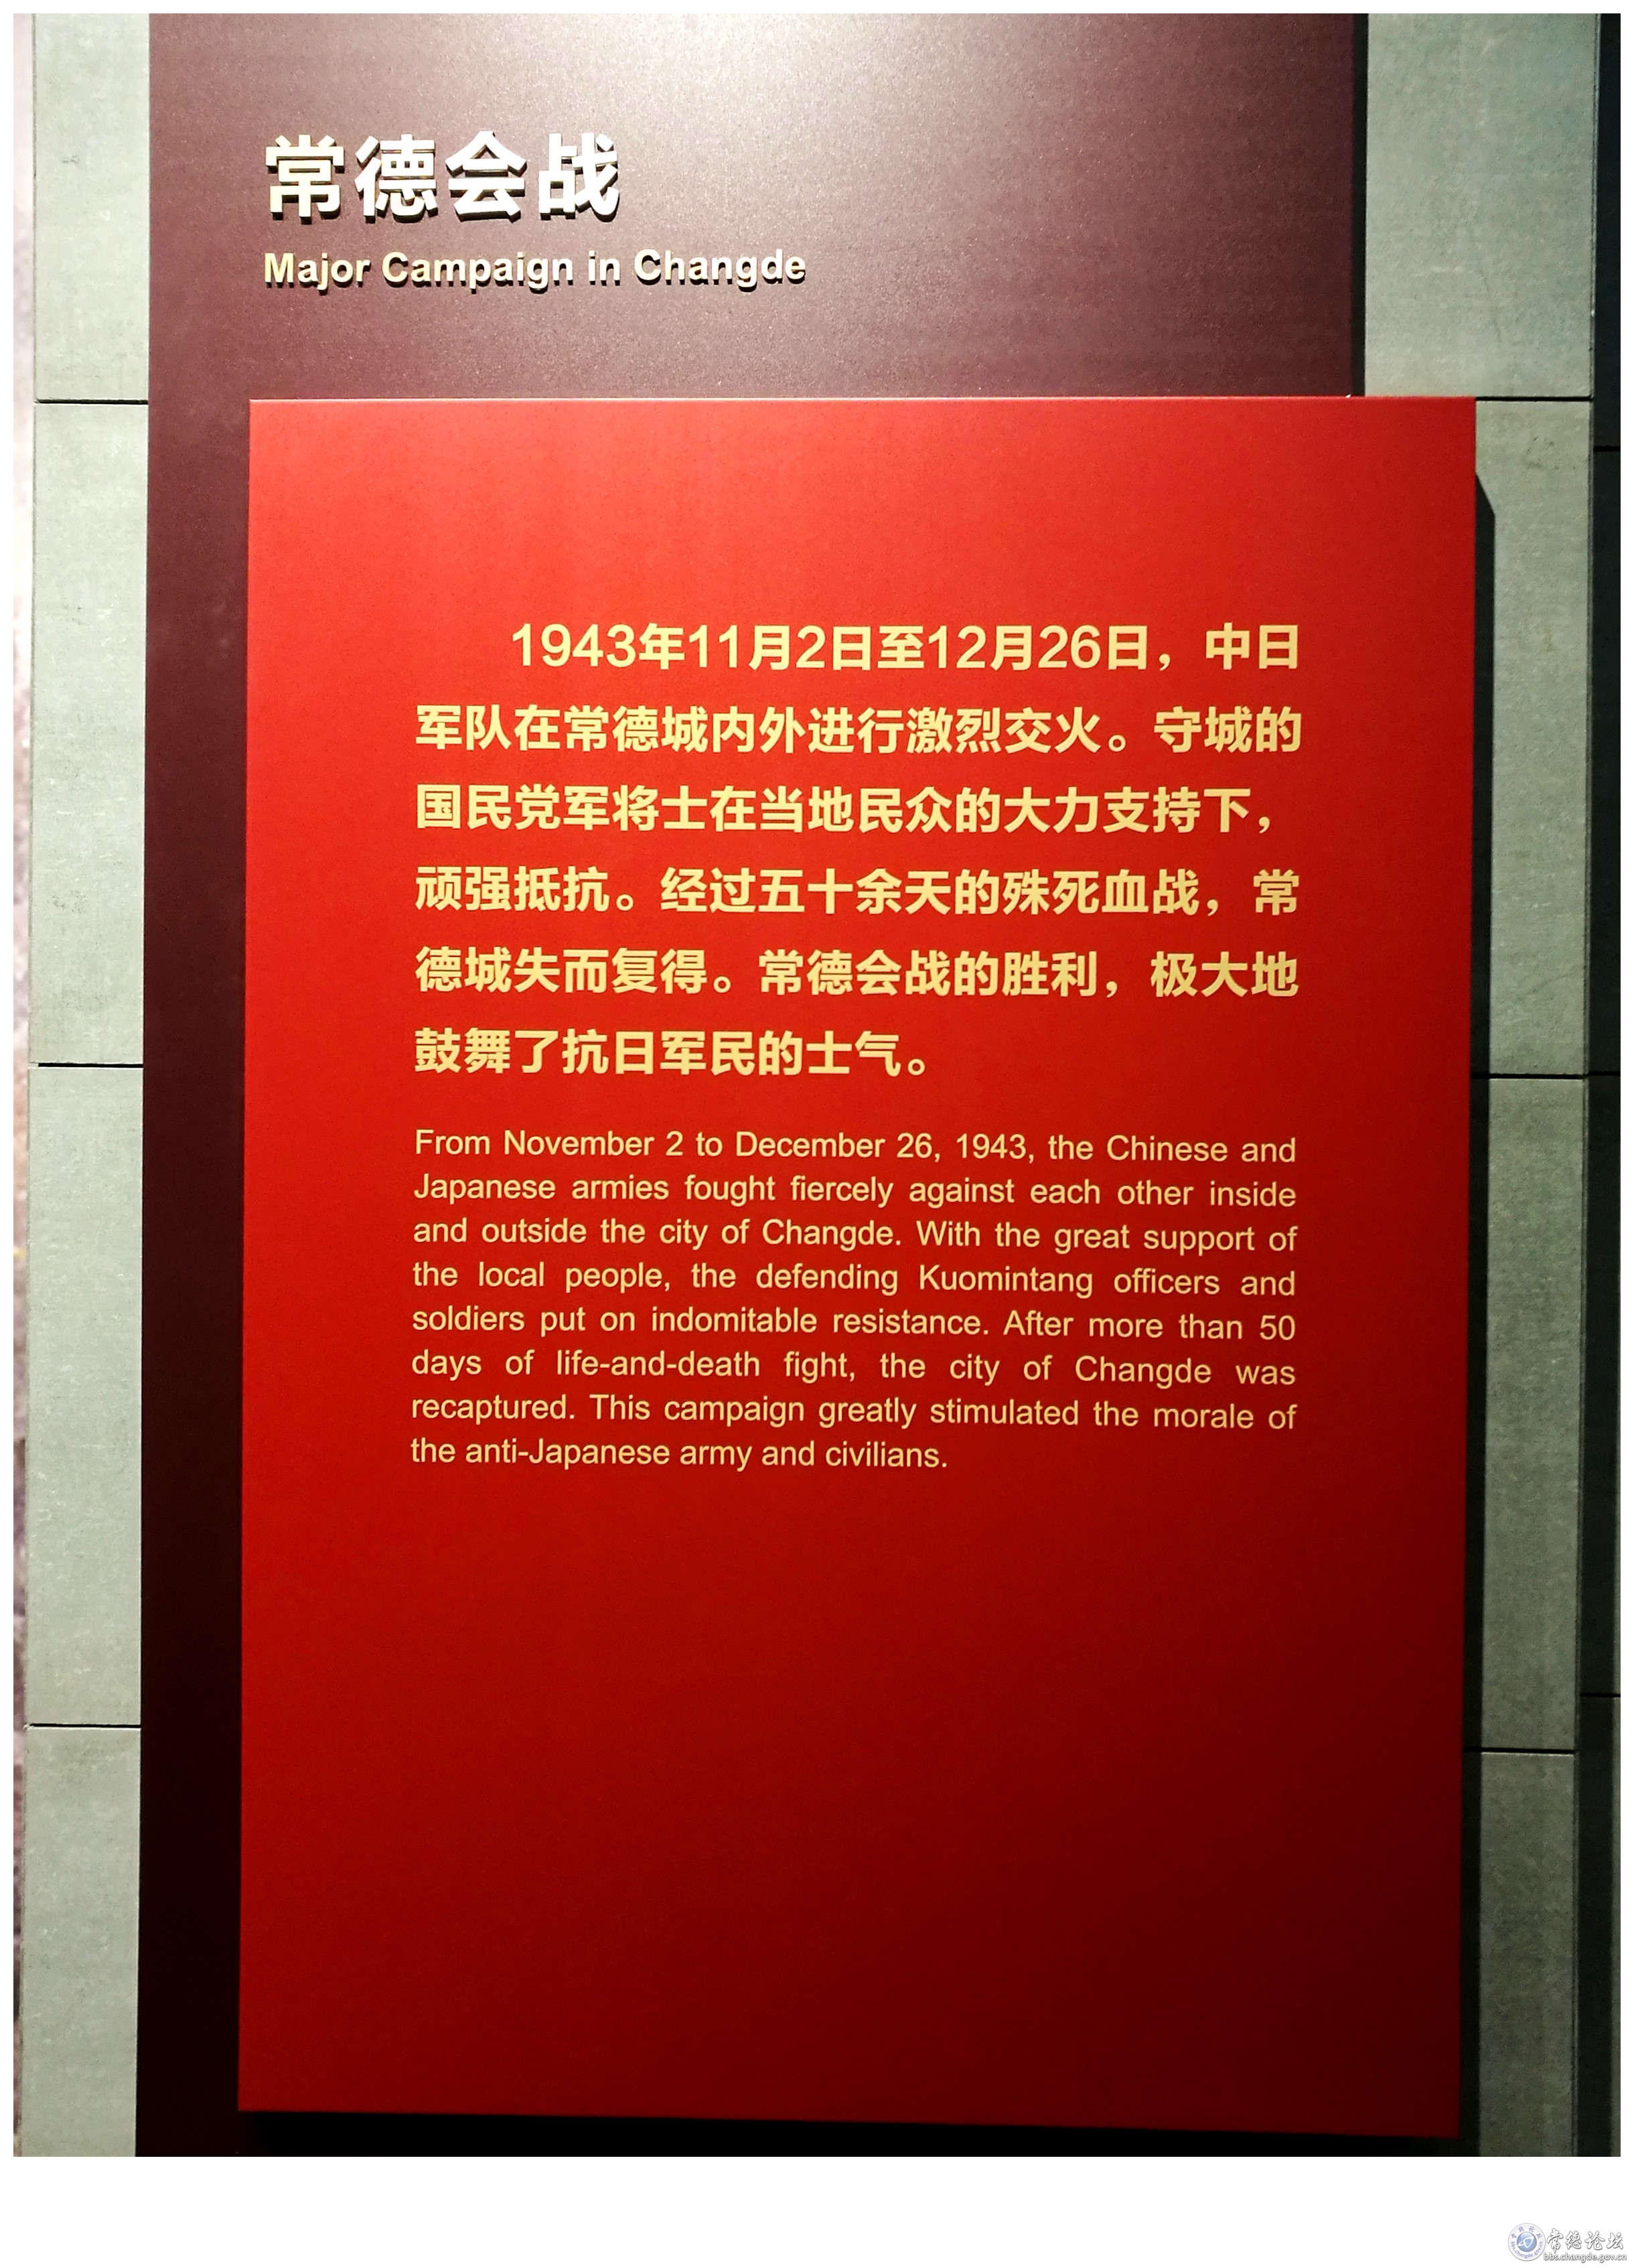 常德会战
Major Campaign in Changde
1943年11月2日至12月26日，中日
军队在常德城内外进行激烈交火。守城的
国民党军将士在当地民众的大力支持下，
顽强抵抗。经过五十余天的殊死血战，常
德城失而复得。常德会战的胜利，极大地
鼓舞了抗日军民的士气。
From November 2 to December 26, 1943, the Chinese and
Japanese armies fought fiercely against each other inside
and outside the city of Changde. With the great support of
the local people, the defending Kuomintang officers and
soldiers put on indomitable resistance. After more than 50
days of life-and-death fight, the city of Changde was
recaptured. This campaign greatly stimulated the morale of
the anti-Japanese army and civilians.
常德论坛
bbs.changde.gov.cn